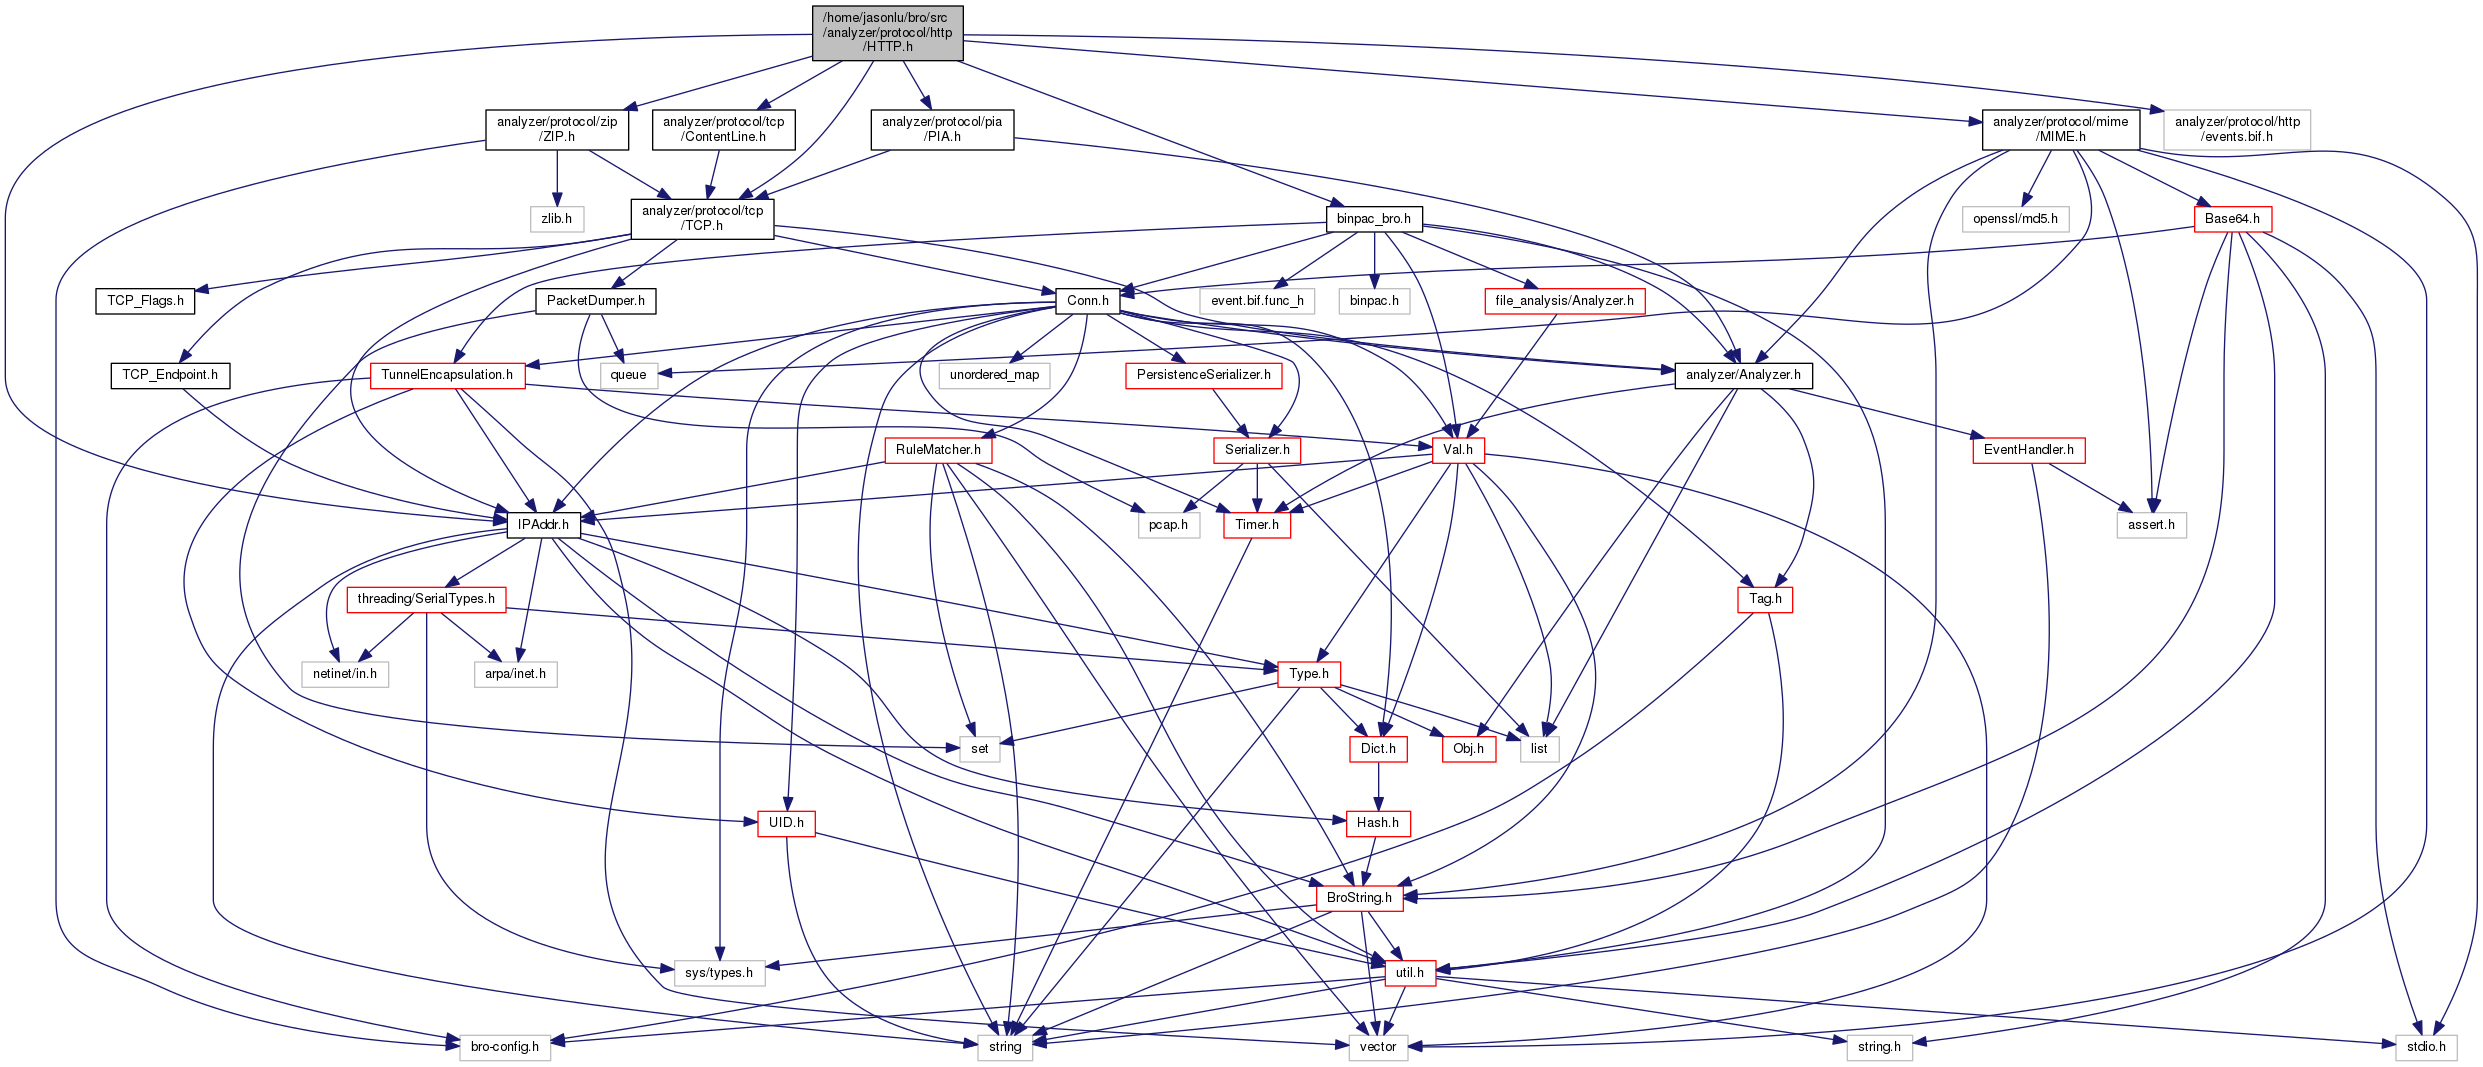 /home/jasonlu/bro/src
/analyzer/protocol/http
/HTTP.h
analyzer/protocol/zip
/ZIP.h
analyzer/protocol/tcp
/ContentLine.h
analyzer/protocol/pia
/PIA.h
analyzer/protocol/mime
/MIME.h
analyzer/protocol/http
/events.bif.h
zlib.h
analyzer/protocol/tcp
/TCP.h
binpac_bro.h
openssl/md5.h
Base64.h
TCP_Flags.h
PacketDumper.h
Conn.h
event.bif.func_h
binpac.h
file_analysis/Analyzer.h
TCP_Endpoint.h
TunnelEncapsulation.h
queue
unordered_map
PersistenceSerializer.h
analyzer/Analyzer.h
RuleMatcher.h
Serializer.h
Val.h
EventHandler.h
IPAddr.h
pcap.h
Timer.h
assert.h
threading/SerialTypes.h
Tag.h
netinet/in.h
arpa/inet.h
Type.h
set
Dict.h
Obj.h
list
UID.h
Hash.h
BroString.h
sys/types.h
util.h
bro-config.h
string
vector
string.h
stdio.h